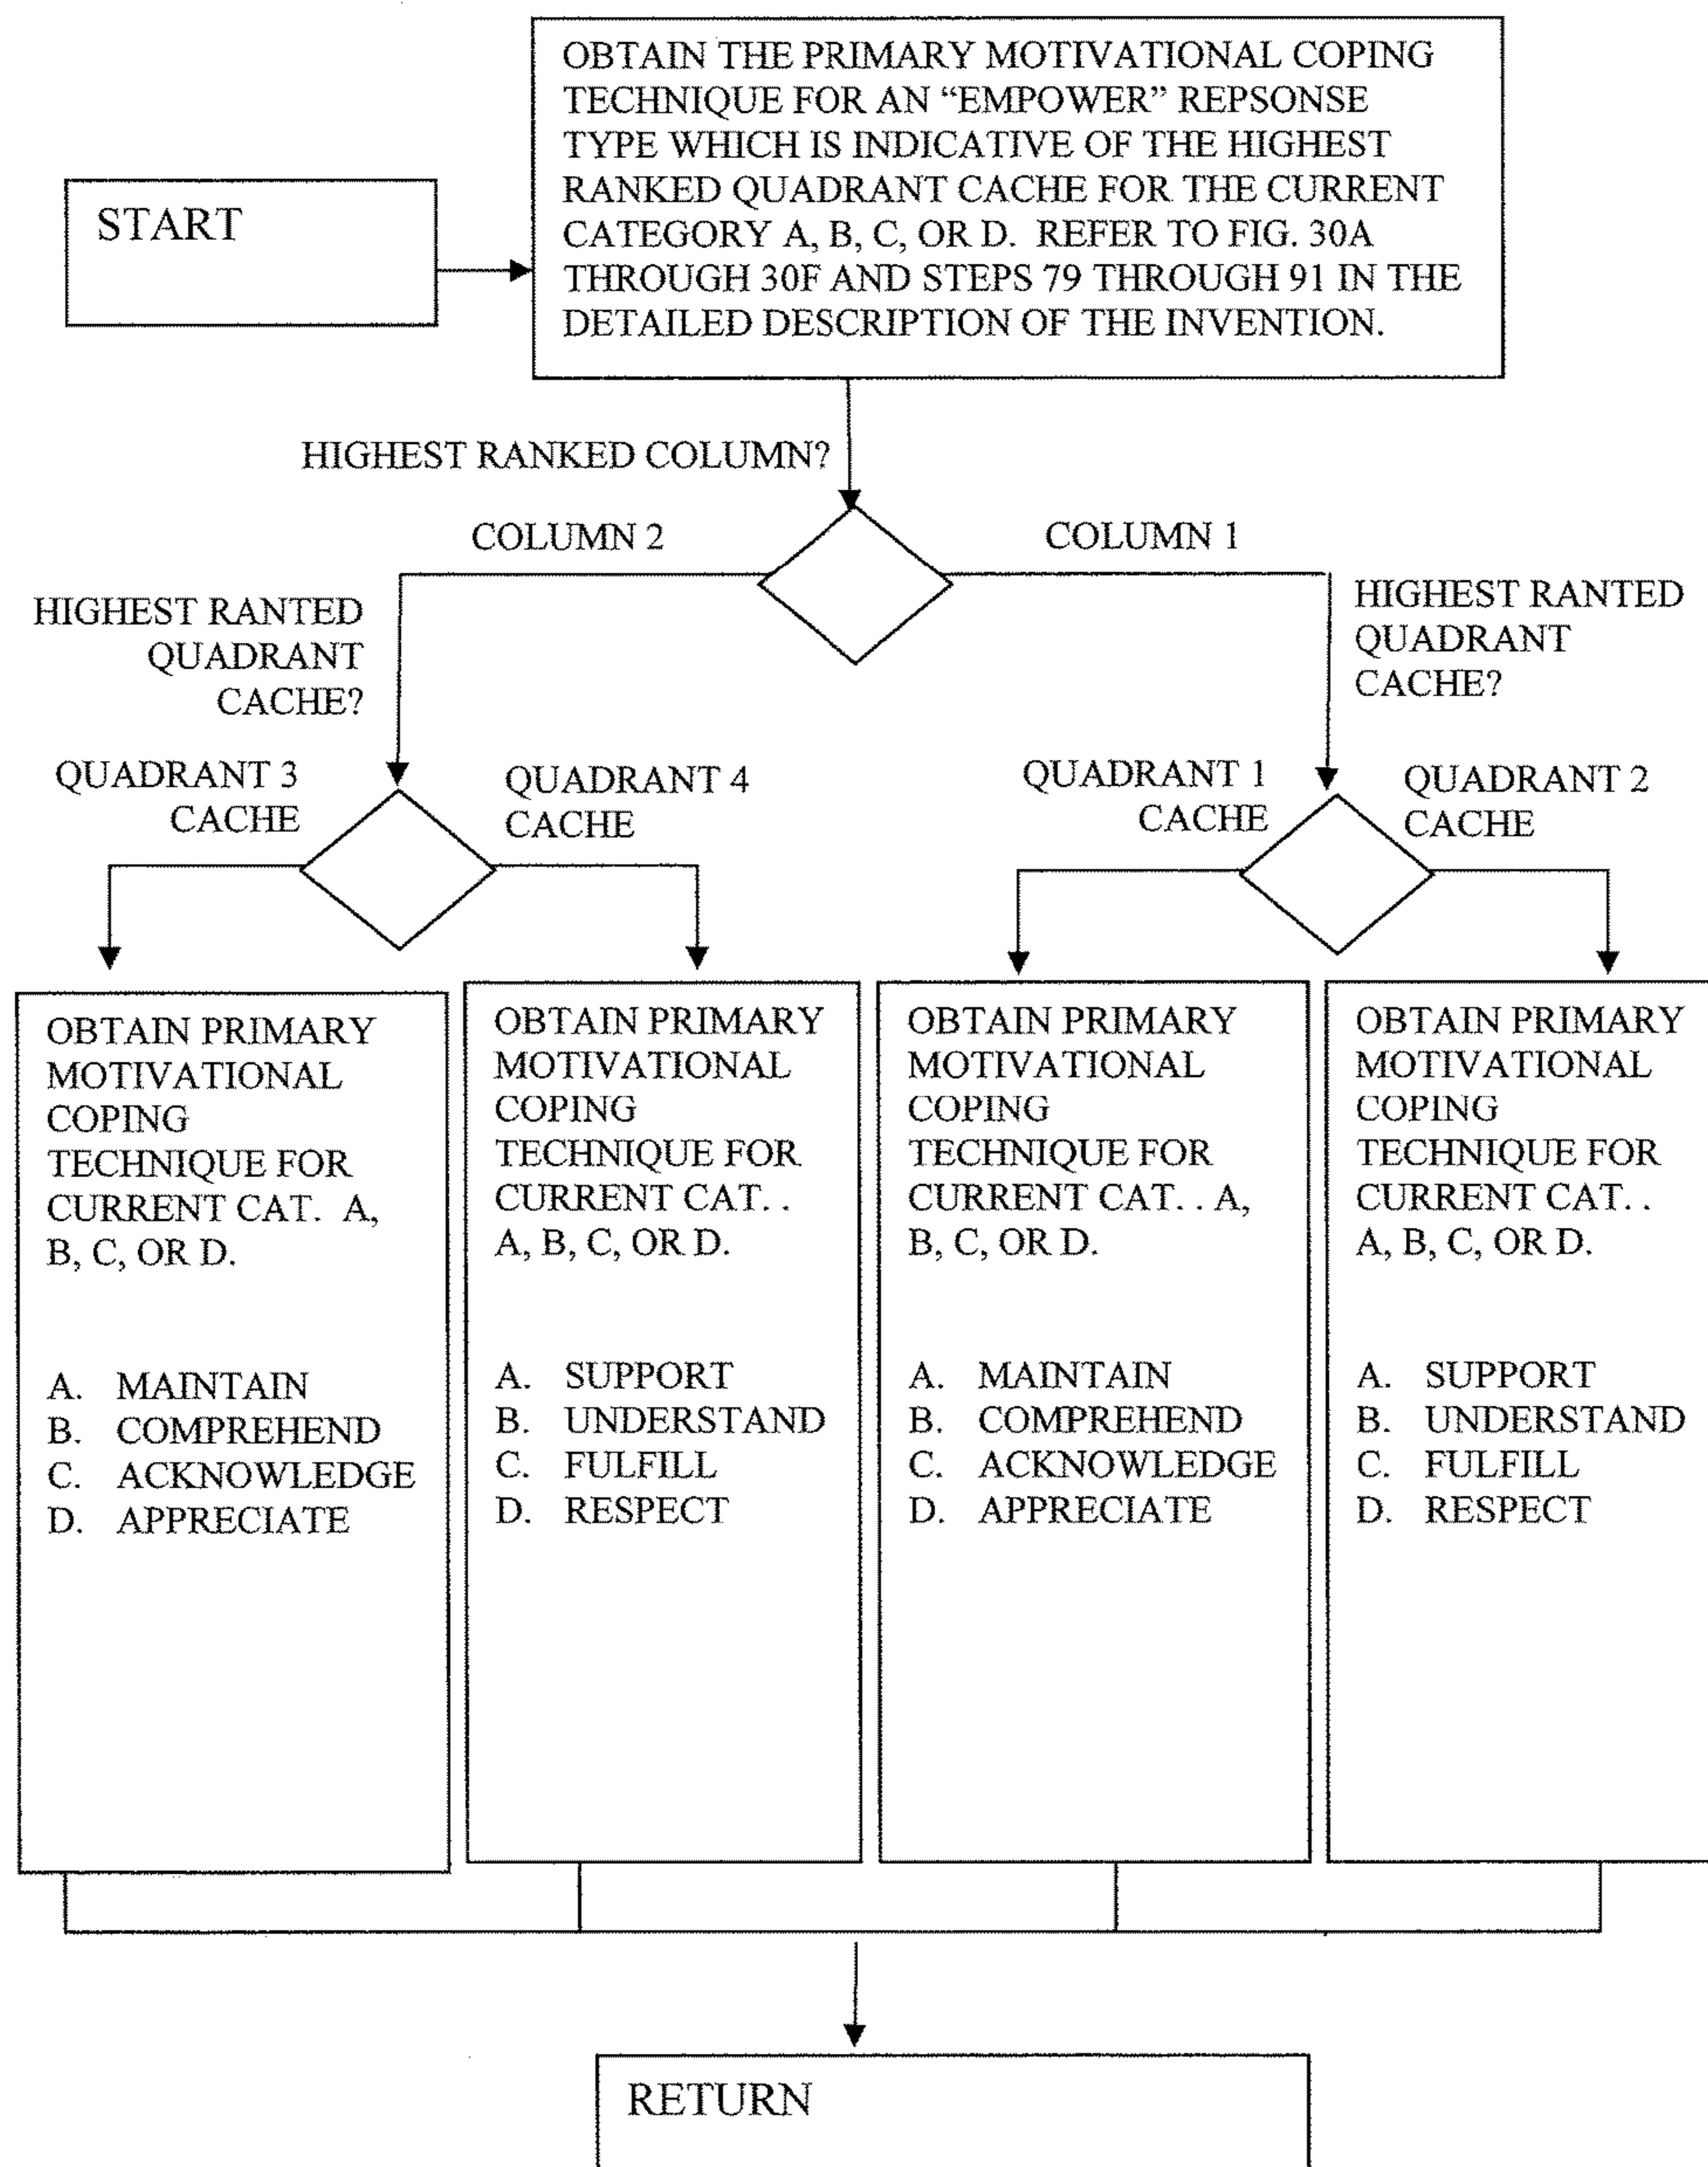 START
OBTAIN THE PRIMARY MOTIVATIONAL COPING
TECHNIQUE FOR AN “EMPOWER” REPSONSE
TYPE WHICH IS INDICATIVE OF THE HIGHEST
RANKED QUADRANT CACHE FOR THE CURRENT
CATEGORY A, B, C, OR D. REFER TO FIG. 30A
THROUGH 30F AND STEPS 79 THROUGH 91 IN THE
DETAILED DESCRIPTION OF THE INVENTION.
HIGHEST RANKED COLUMN?
COLUMN 2
COLUMN 1
HIGHEST RANTED
QUADRANT
CACHE?
HIGHEST RANTED
QUADRANT
CACHE?
QUADRANT 3
CACHE
QUADRANT 4
CACHE
QUADRANT 1
CACHE
QUADRANT 2
CACHE
OBTAIN PRIMARY
MOTIVATIONAL
COPING
TECHNIQUE FOR
CURRENT CAT. A,
B, C, OR D.
A. MAINTAIN
B. COMPREHEND
C. ACKNOWLEDGE
D. APPRECIATE
OBTAIN PRIMARY
MOTIVATIONAL
COPING
TECHNIQUE FOR
CURRENT CAT. .
A, B, C, OR D.
A. SUPPORT
B. UNDERSTAND
C. FULFILL
D. RESPECT
OBTAIN PRIMARY
MOTIVATIONAL
COPING
TECHNIQUE FOR
CURRENT CAT. . A,
B, C, OR D.
A. MAINTAIN
B. COMPREHEND
C. ACKNOWLEDGE
D. APPRECIATE
OBTAIN PRIMARY
MOTIVATIONAL
COPING
TECHNIQUE FOR
CURRENT CAT. .
A, B, C, OR D.
A. SUPPORT
B. UNDERSTAND
C. FULFILL
D. RESPECT
RETURN